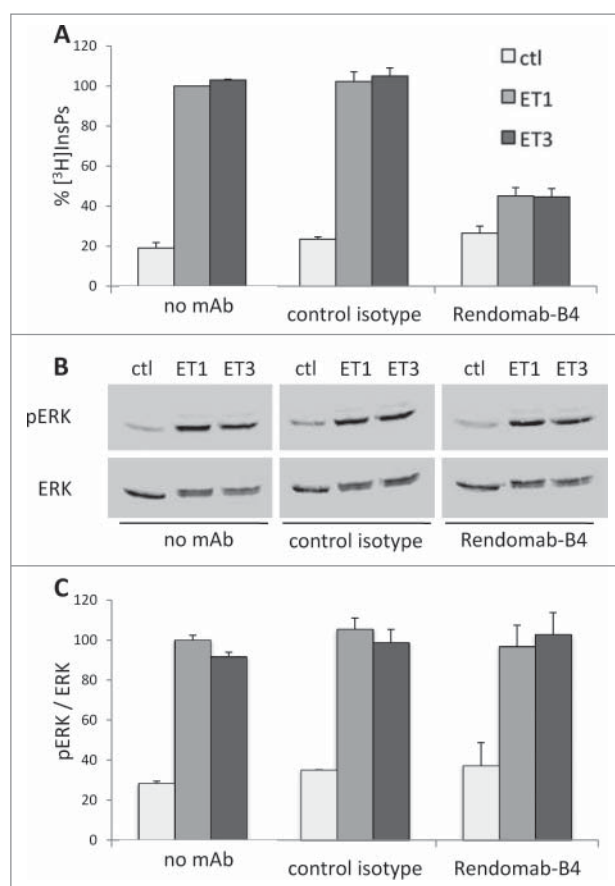 A
120
100
80
60
40
20
0
% [³H]InsPs
ctl
ET1
ET3
no mAb control isotype Rendomab-B4
B
ctl ET1 ET3 ctl ET1 ET3 ctl ET1 ET3
pERK
ERK
no mAb control isotype Rendomab-B4
C
120
100
80
60
40
20
0
pERK / ERK
no mAb control isotype Rendomab-B4